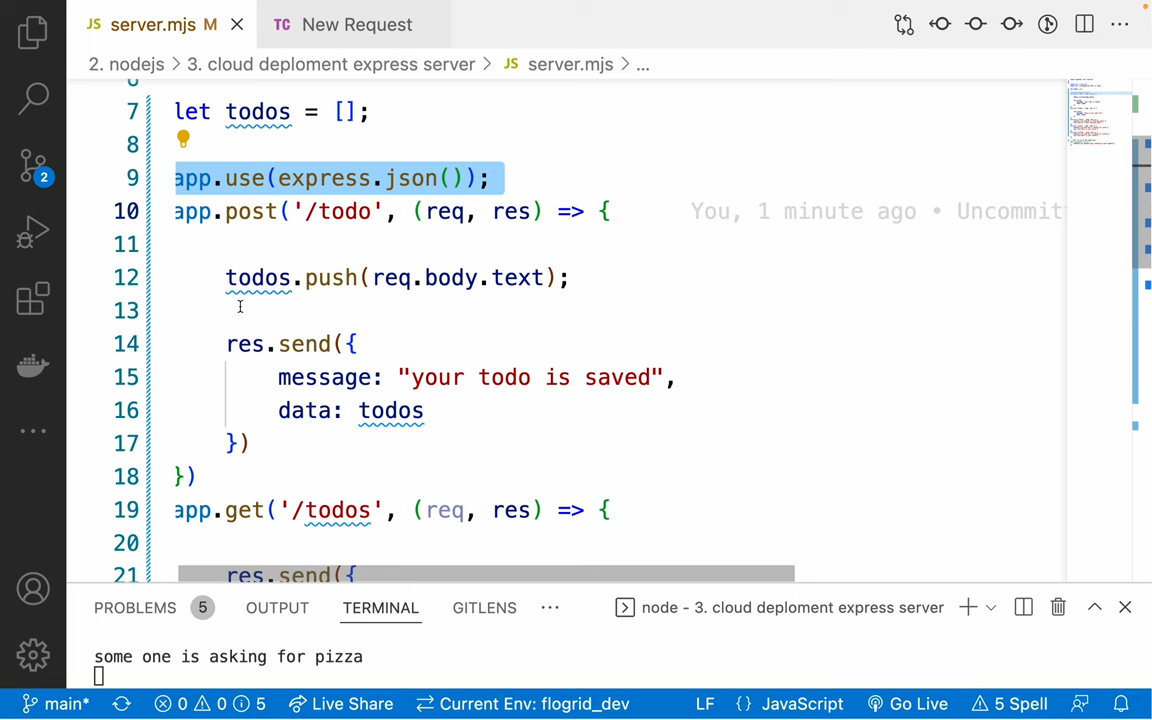 JS server.mjs M
TC New Request
2. nodejs > 3. cloud deploment express server > JS server.mjs > ...
6
7 let todos = [];
8
9 app.use(express.json());
10 app.post('/todo', (req, res) => { You, 1 minute ago • Uncommit
11
12 todos.push(req.body.text);
13
14 res.send({
15 message: "your todo is saved",
16 data: todos
17 })
18 })
19 app.get('/todos', (req, res) => {
20
21 res.send({
2
PROBLEMS 5 OUTPUT TERMINAL GITLENS ··· node - 3. cloud deploment express server
some one is asking for pizza
main* 0 0 5 Live Share Current Env: flogrid_dev LF {} JavaScript Go Live 5 Spell